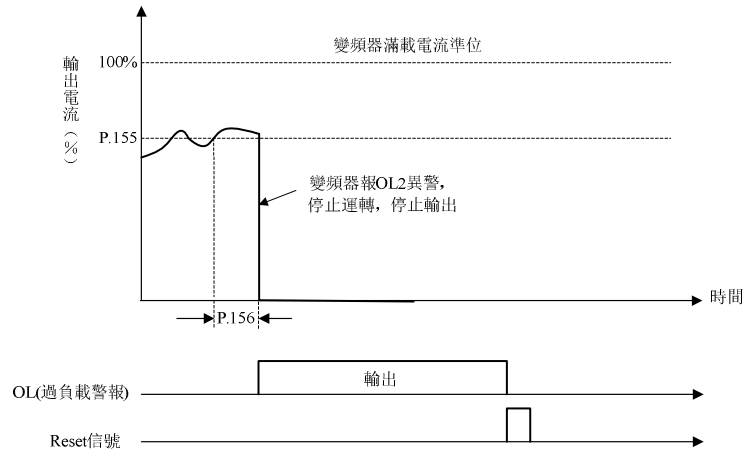 變頻器滿載電流準位
100%
輸出電流（%）
P.155
變頻器報OL2異警，
停止運轉，停止輸出
時間
P.156
輸出
OL(過負載警報)
Reset信號